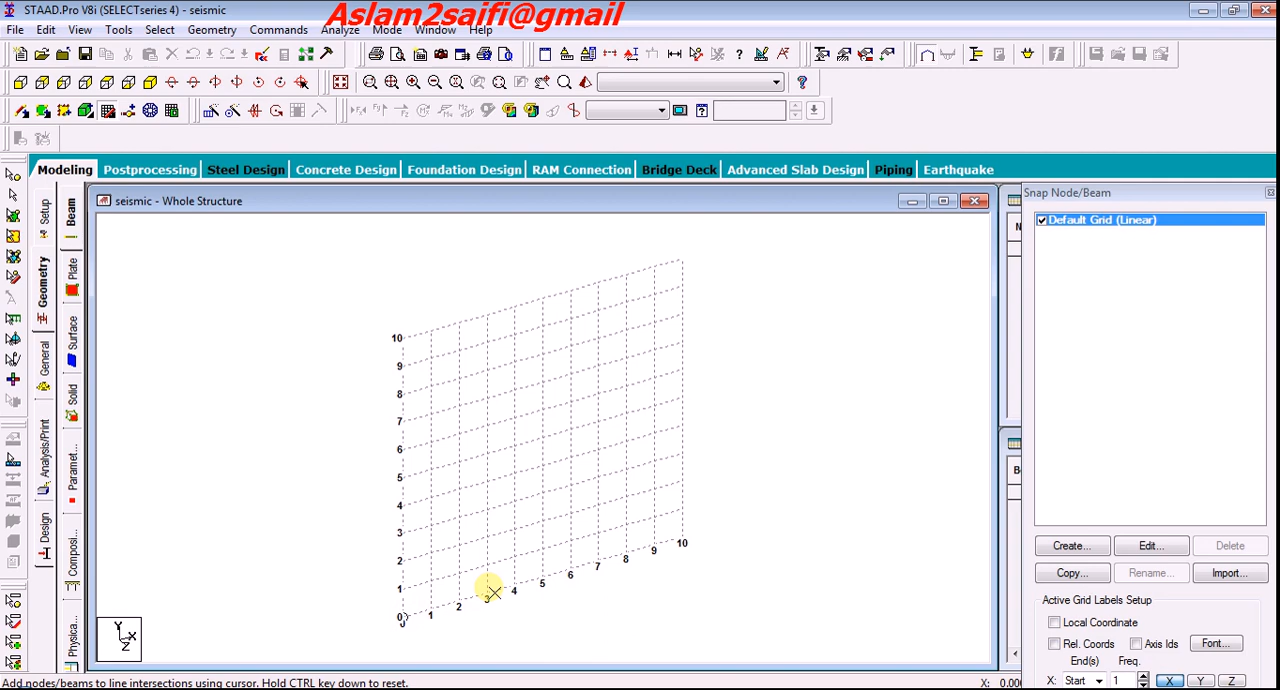 STAAD.Pro V8i (SELECTseries 4) - seismic
Aslam2saifi@gmail
File Edit View Tools Select Geometry Commands Analyze Mode Window Help
Modeling Postprocessing Steel Design Concrete Design Foundation Design RAM Connection Bridge Deck Advanced Slab Design Piping Earthquake
Setup
Geometry
General
Analysis/Print
Design
Beam
Plate
Surface
Solid
Paramet...
Composi...
Physica...
seismic - Whole Structure
10
9
8
7
6
5
4
3
2
1
0
0 1 2 3 4 5 6 7 8 9 10
Y
X
Z
Snap Node/Beam
Default Grid (Linear)
Create... Edit... Delete
Copy... Rename... Import...
Active Grid Labels Setup
Local Coordinate
Rel. Coords Axis Ids Font...
End(s) Freq.
X: Start 1 X Y Z
Add nodes/beams to line intersections using cursor. Hold CTRL key down to reset.
X: 0.00